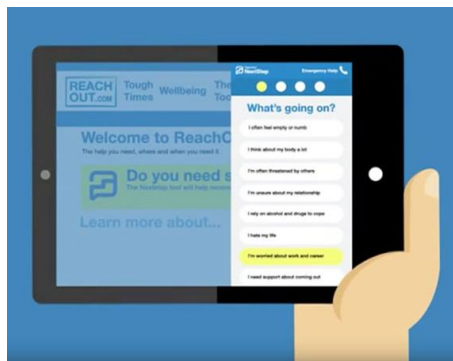 REACH
OUT.COM
Tough
Times
Wellbeing
The
Too
Welcome to ReachO
The help you need, where and when you need it.
Do you need s
The NextStep tool will help
Learn more about...
NextStep
Emergency Help
What's going on?
I often feel empty or numb
I think about my body a lot
I'm often threatened by others
I'm unsure about my relationship
I rely on alcohol and drugs to cope
I hate my life
I'm worried about work and career
I need support about coming out